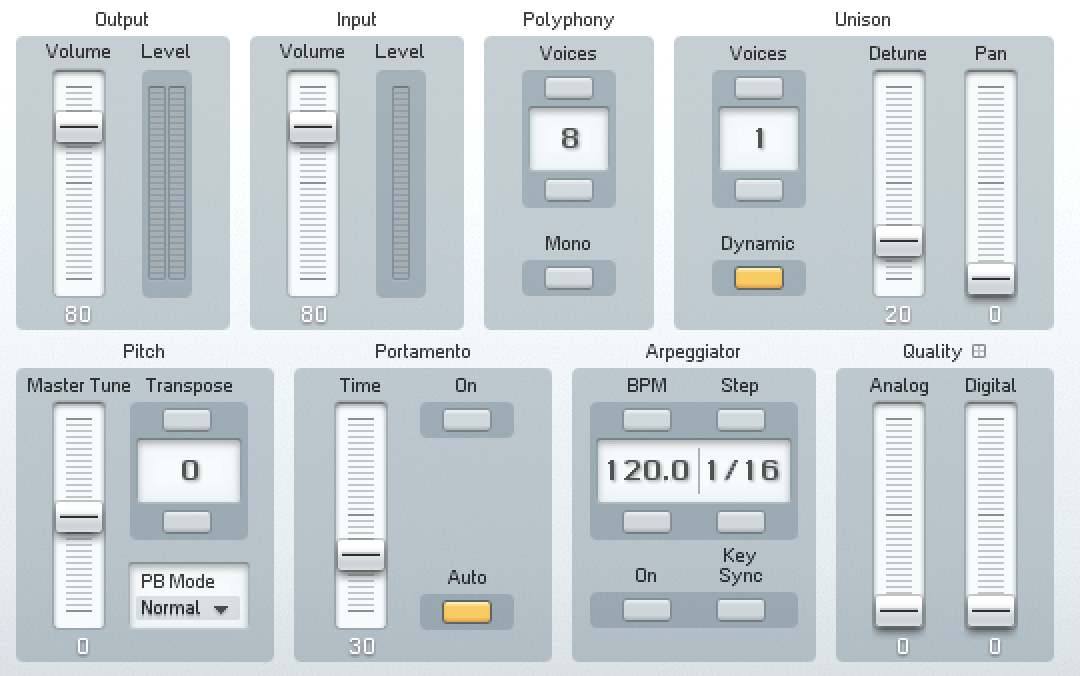 Output
Input
Polyphony
Unison
Volume
Level
Volume
Level
Voices
Voices
Detune
Pan
8
1
Mono
Dynamic
80
80
20
0
Pitch
Portamento
Arpeggiator
Quality
Master Tune
Transpose
Time
On
BPM
Step
Analog
Digital
0
120.0
1/16
PB Mode
Normal
Auto
On
Key
Sync
0
30
0
0